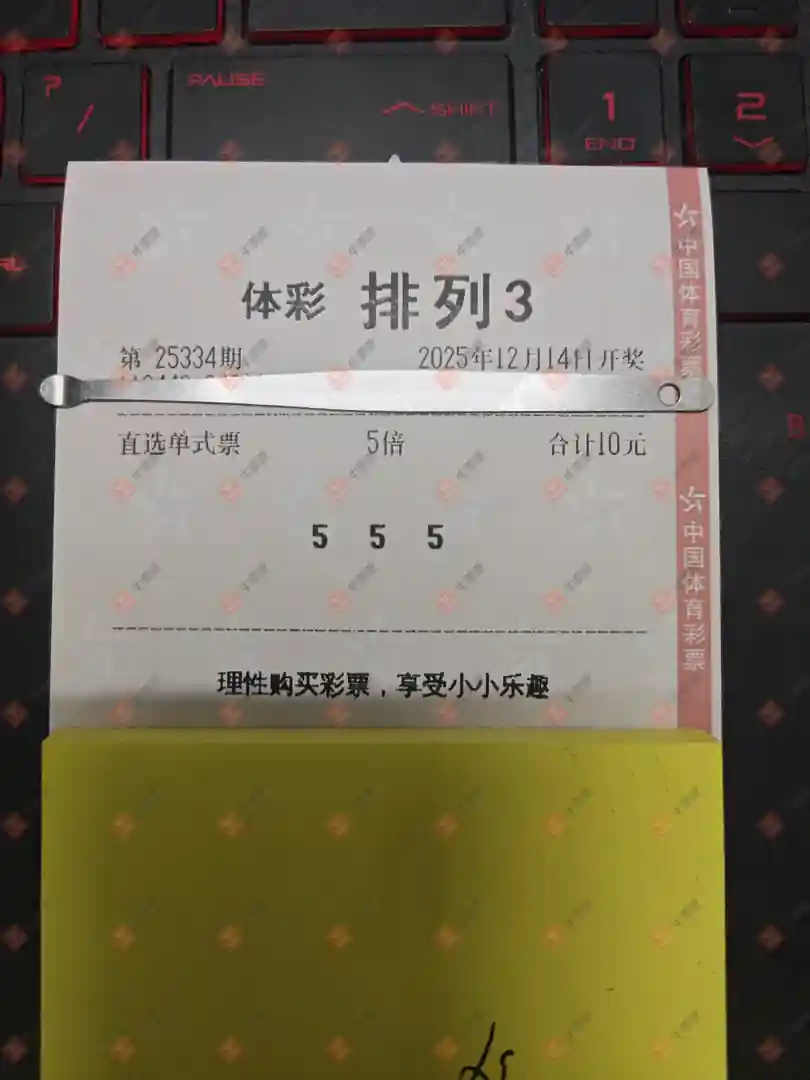 PAUSE
? /
SHIFT
1
END
2
体彩 排列3
第 25334期
2025年12月14日开奖
直选单式票 5倍 合计10元
5 5 5
理性购买彩票，享受小小乐趣
中国体育彩票
中国体育彩票